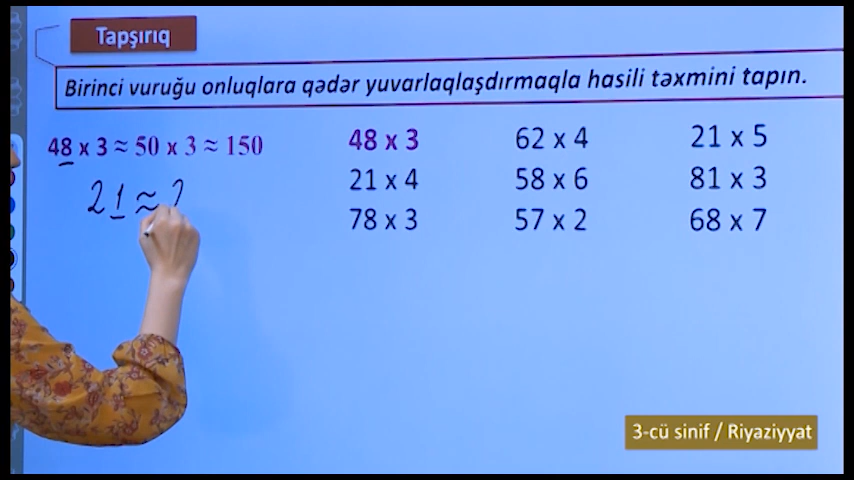 Tapşırıq
Birinci vuruğu onluqlara qədər yuvarlaqlaşdırmaqla hasili təxmini tapın.
48 x 3 ≈ 50 x 3 ≈ 150
21 ≈ 2
48 x 3 62 x 4 21 x 5
21 x 4 58 x 6 81 x 3
78 x 3 57 x 2 68 x 7
3-cü sinif / Riyaziyyat